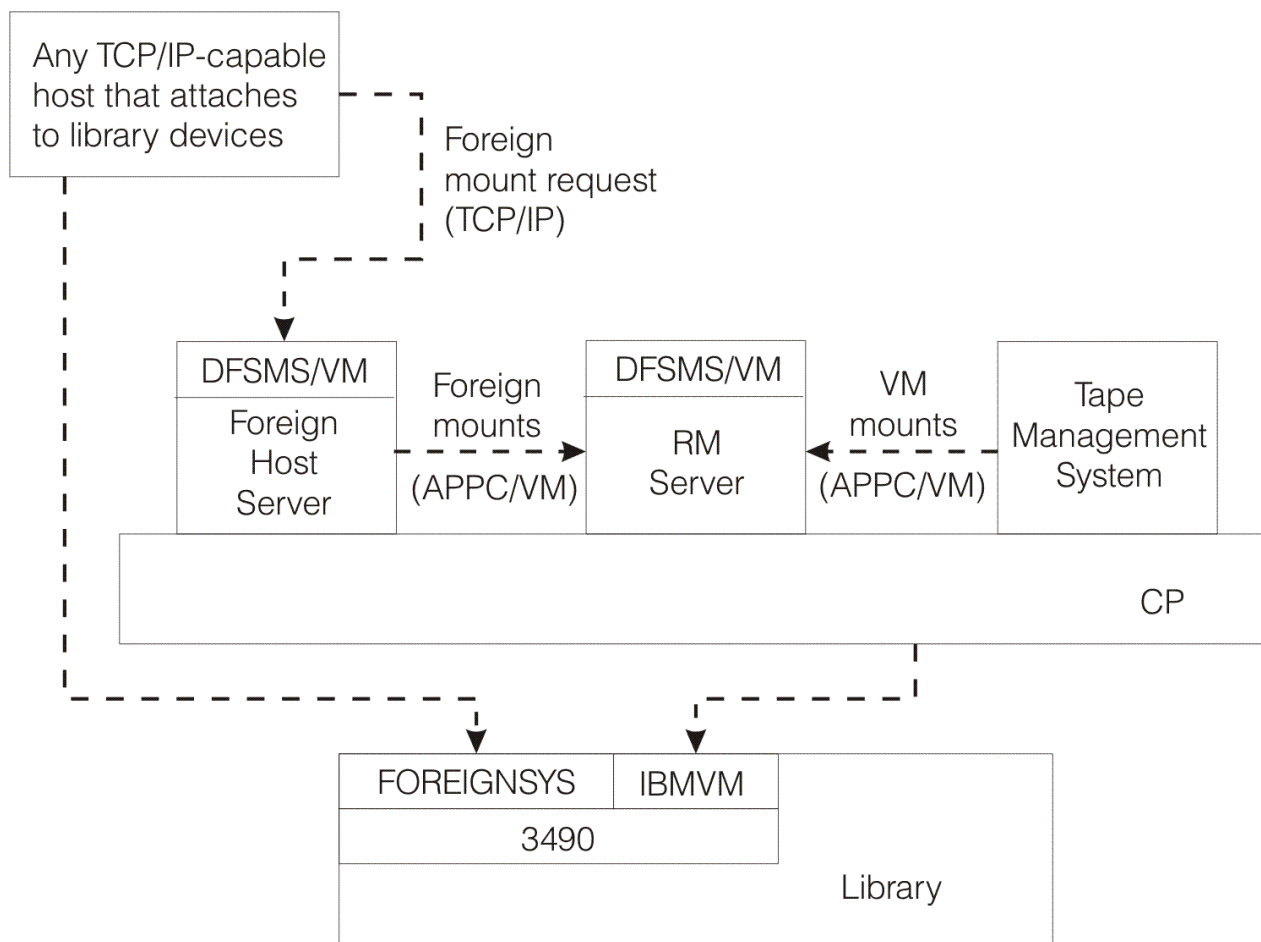 Any TCP/IP-capable
host that attaches
to library devices
Foreign
mount request
(TCP/IP)
DFSMS/VM
Foreign
Host
Server
Foreign
mounts
(APPC/VM)
DFSMS/VM
RM
Server
VM
mounts
(APPC/VM)
Tape
Management
System
CP
FOREIGNSYS
IBMVM
3490
Library